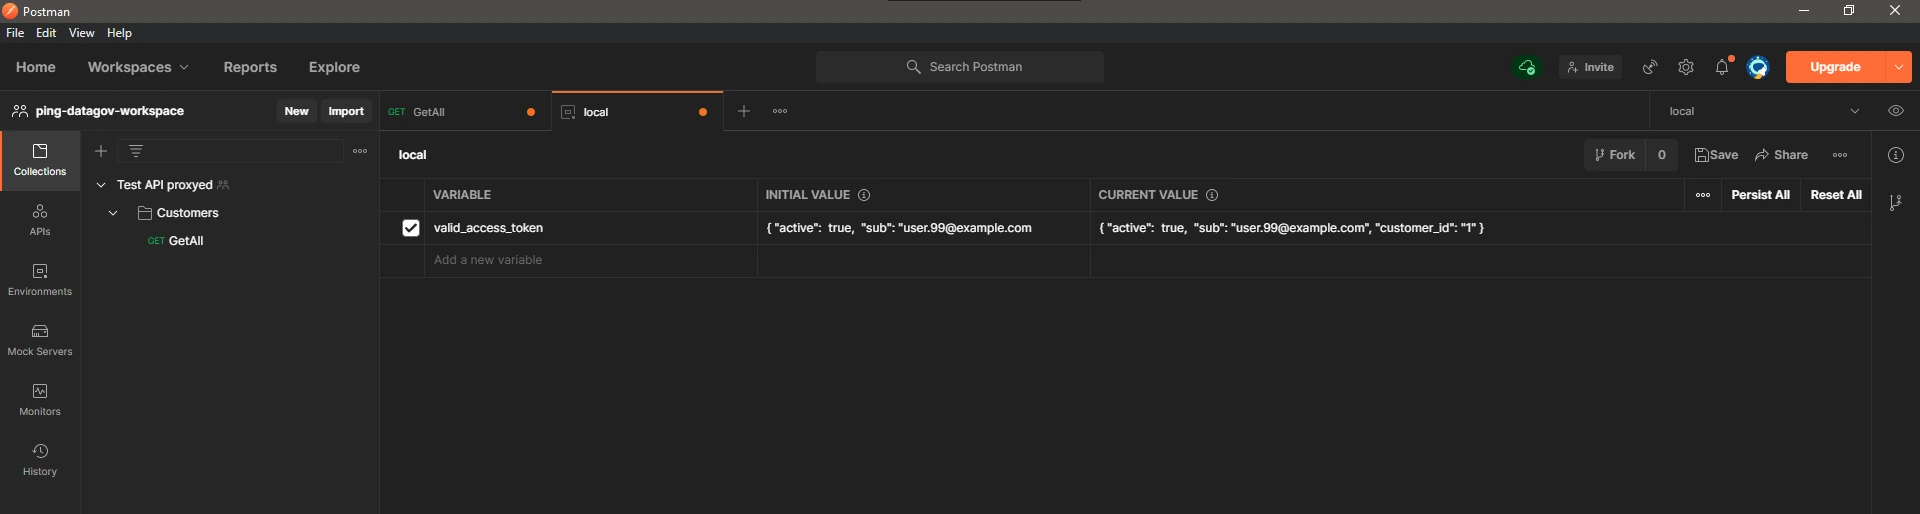 Postman
File Edit View Help
Home Workspaces Reports Explore Search Postman Invite Upgrade
ping-datagov-workspace New Import GET GetAll local local
Collections
local Fork 0 Save Share
Test API proxyed
VARIABLE INITIAL VALUE CURRENT VALUE Persist All Reset All
Customers
APIs
valid_access_token { "active": true, "sub": "user.99@example.com { "active": true, "sub": "user.99@example.com", "customer_id": "1" }
GET GetAll
Add a new variable
Environments
Mock Servers
Monitors
History